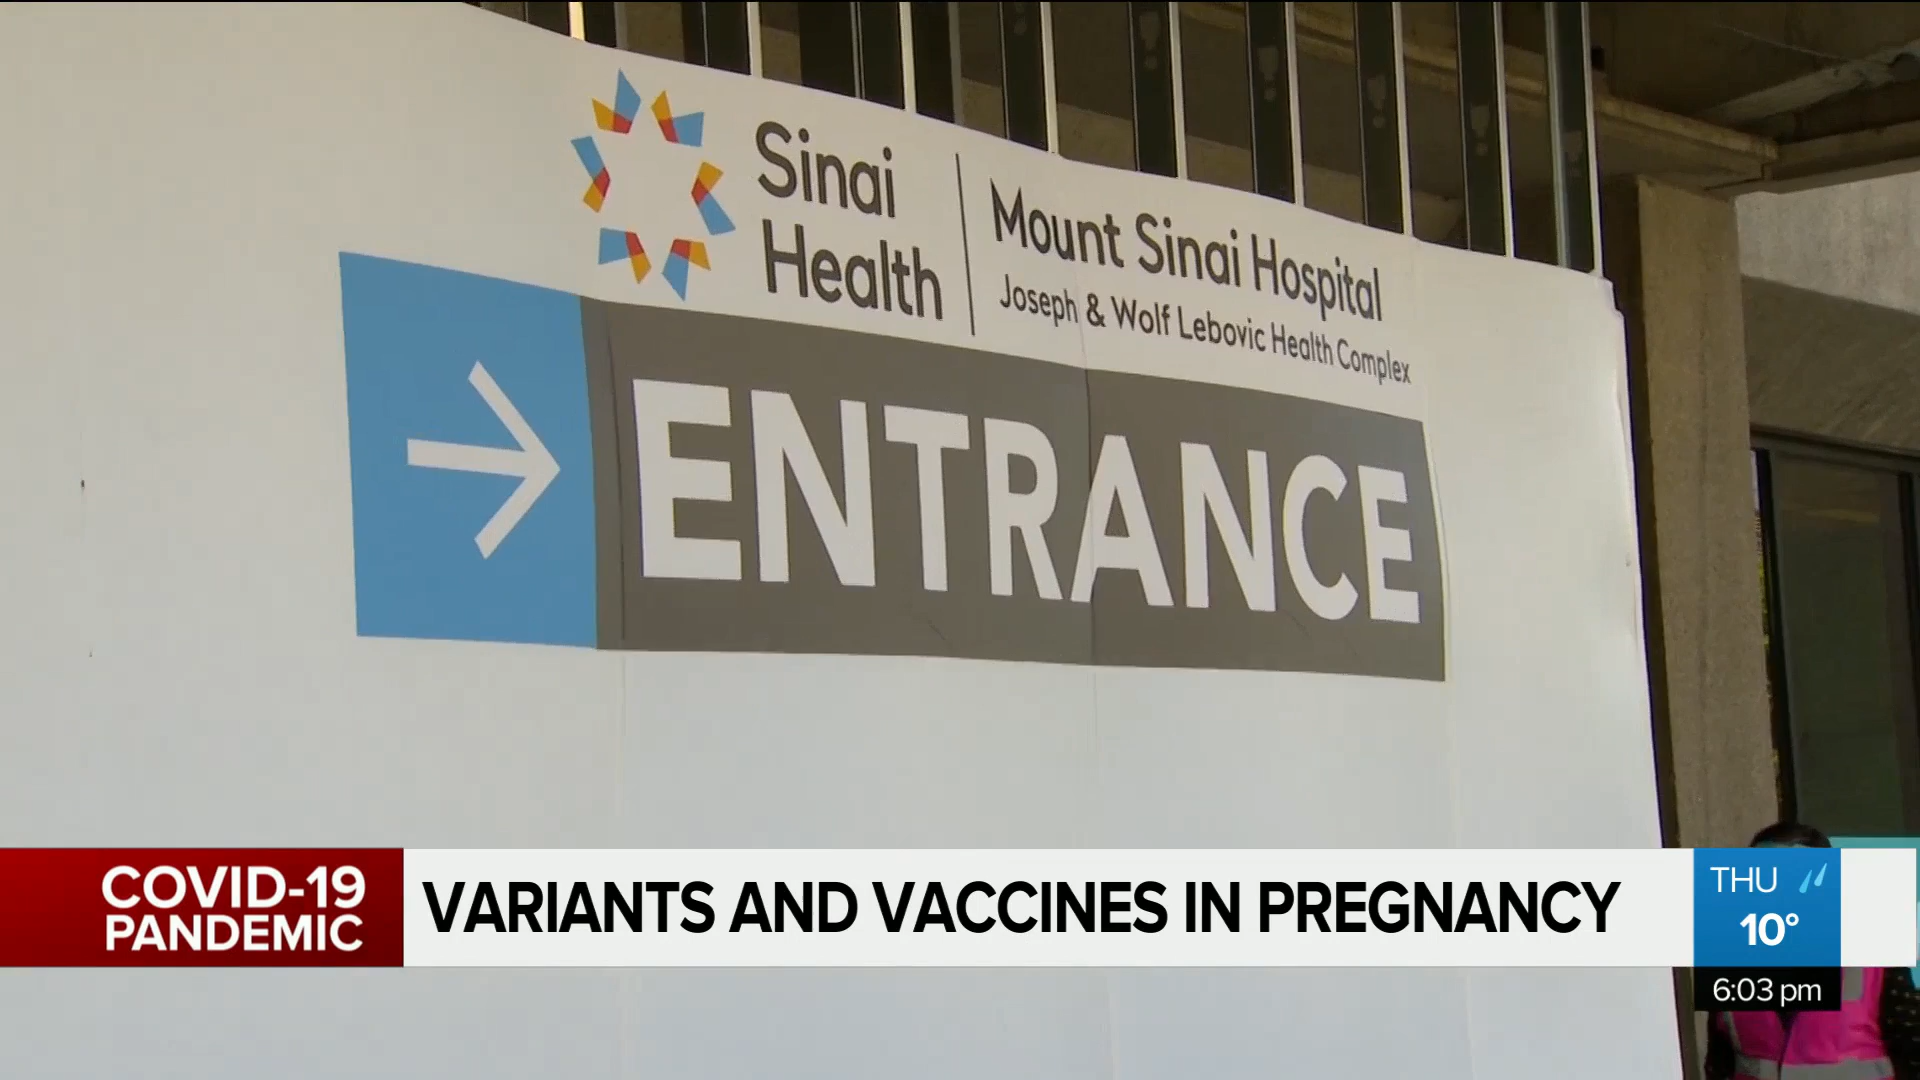 Sinai
Health
Mount Sinai Hospital
Joseph & Wolf Lebovic Health Complex
ENTRANCE
COVID-19
PANDEMIC
VARIANTS AND VACCINES IN PREGNANCY
THU
10°
6:03 pm